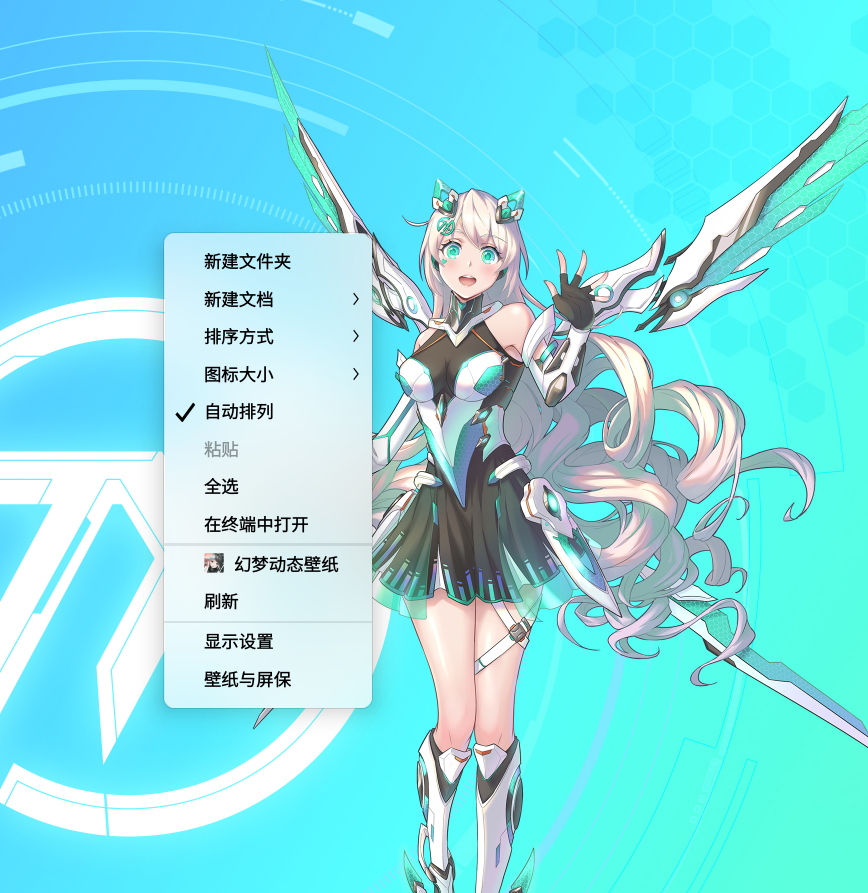 新建文件夹
新建文档
排序方式
图标大小
自动排列
粘贴
全选
在终端中打开
幻梦动态壁纸
刷新
显示设置
壁纸与屏保